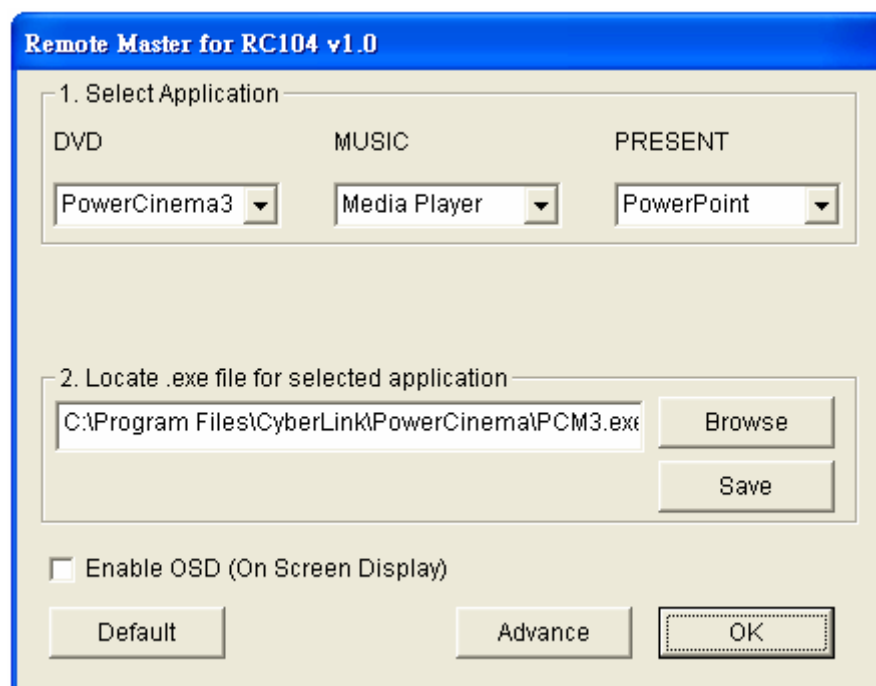 Remote Master for RC104 v1.0
1. Select Application
DVD MUSIC PRESENT
PowerCinema3 Media Player PowerPoint
2. Locate .exe file for selected application
C:\Program Files\CyberLink\PowerCinema\PCM3.exe
Browse
Save
Enable OSD (On Screen Display)
Default Advance OK